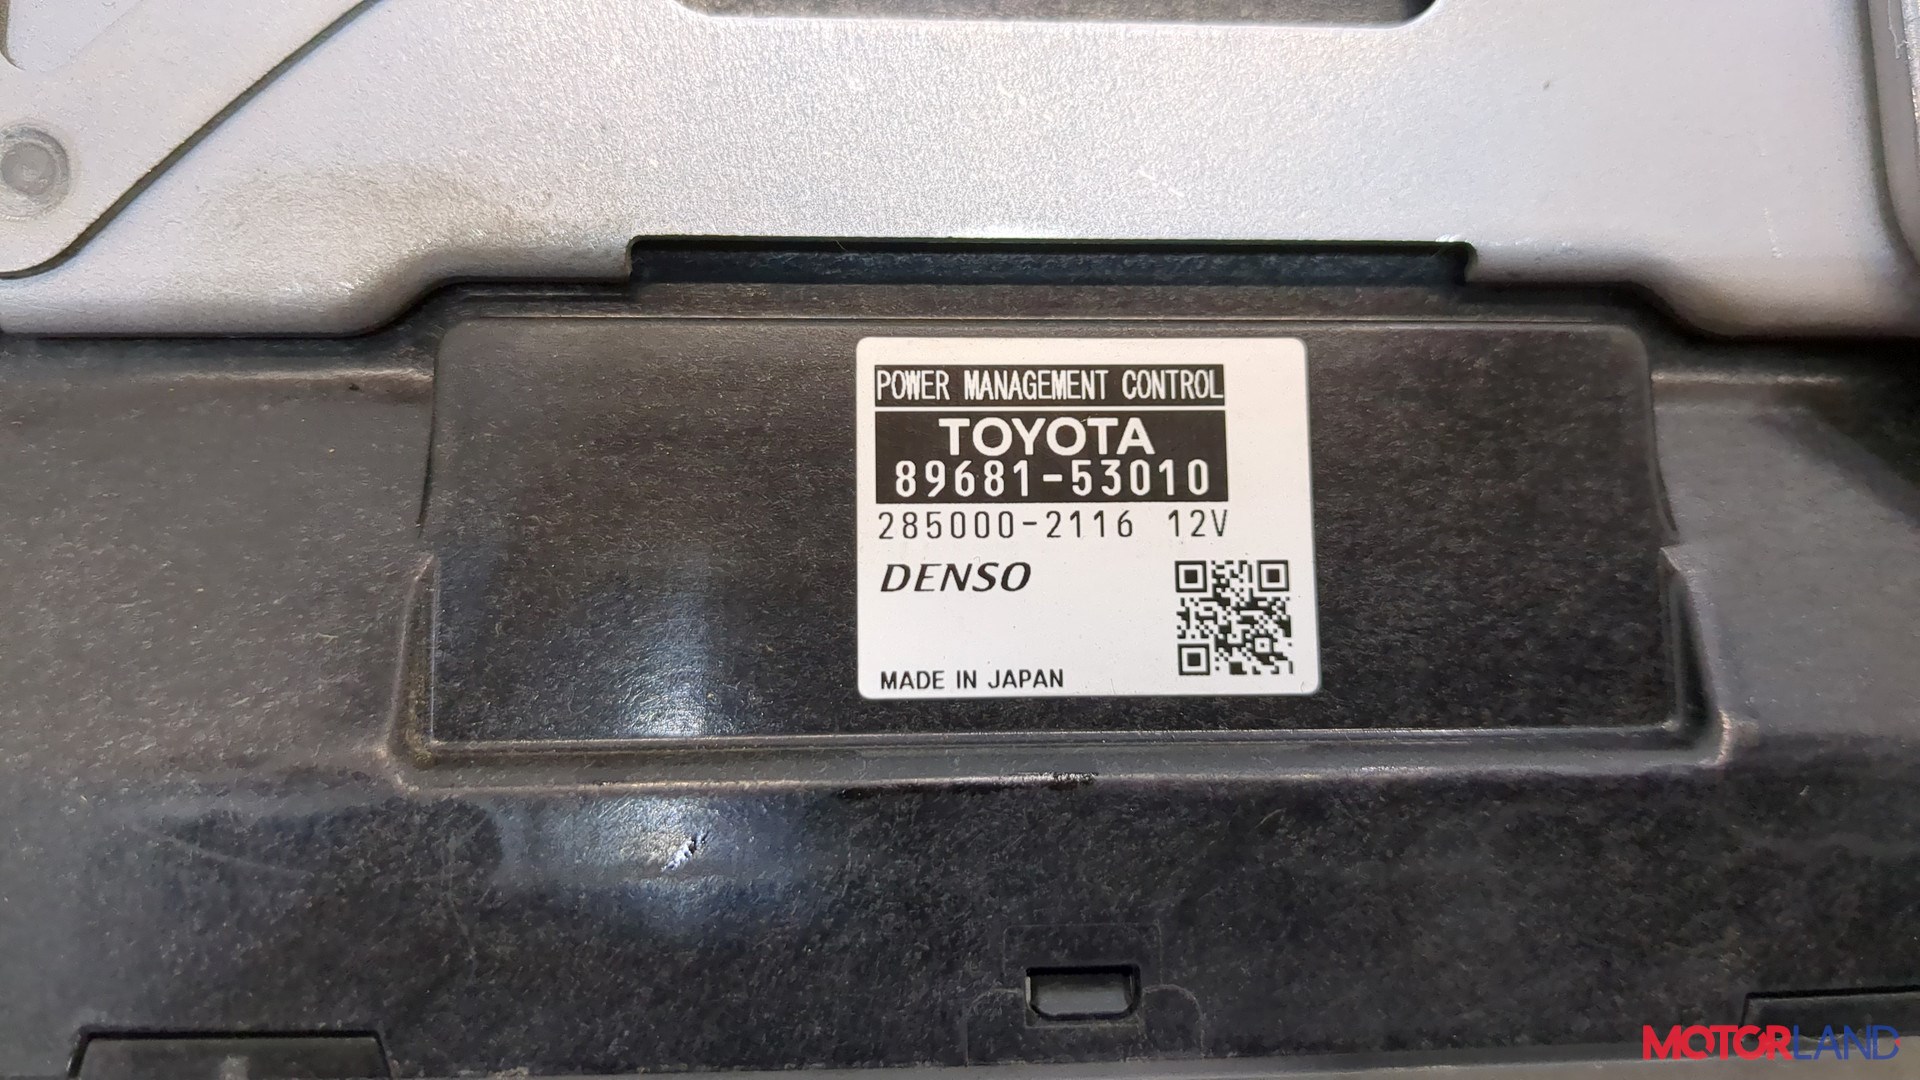 POWER MANAGEMENT CONTROL
TOYOTA
89681-53010
285000-2116 12V
DENSO
MADE IN JAPAN
MOTORLAND